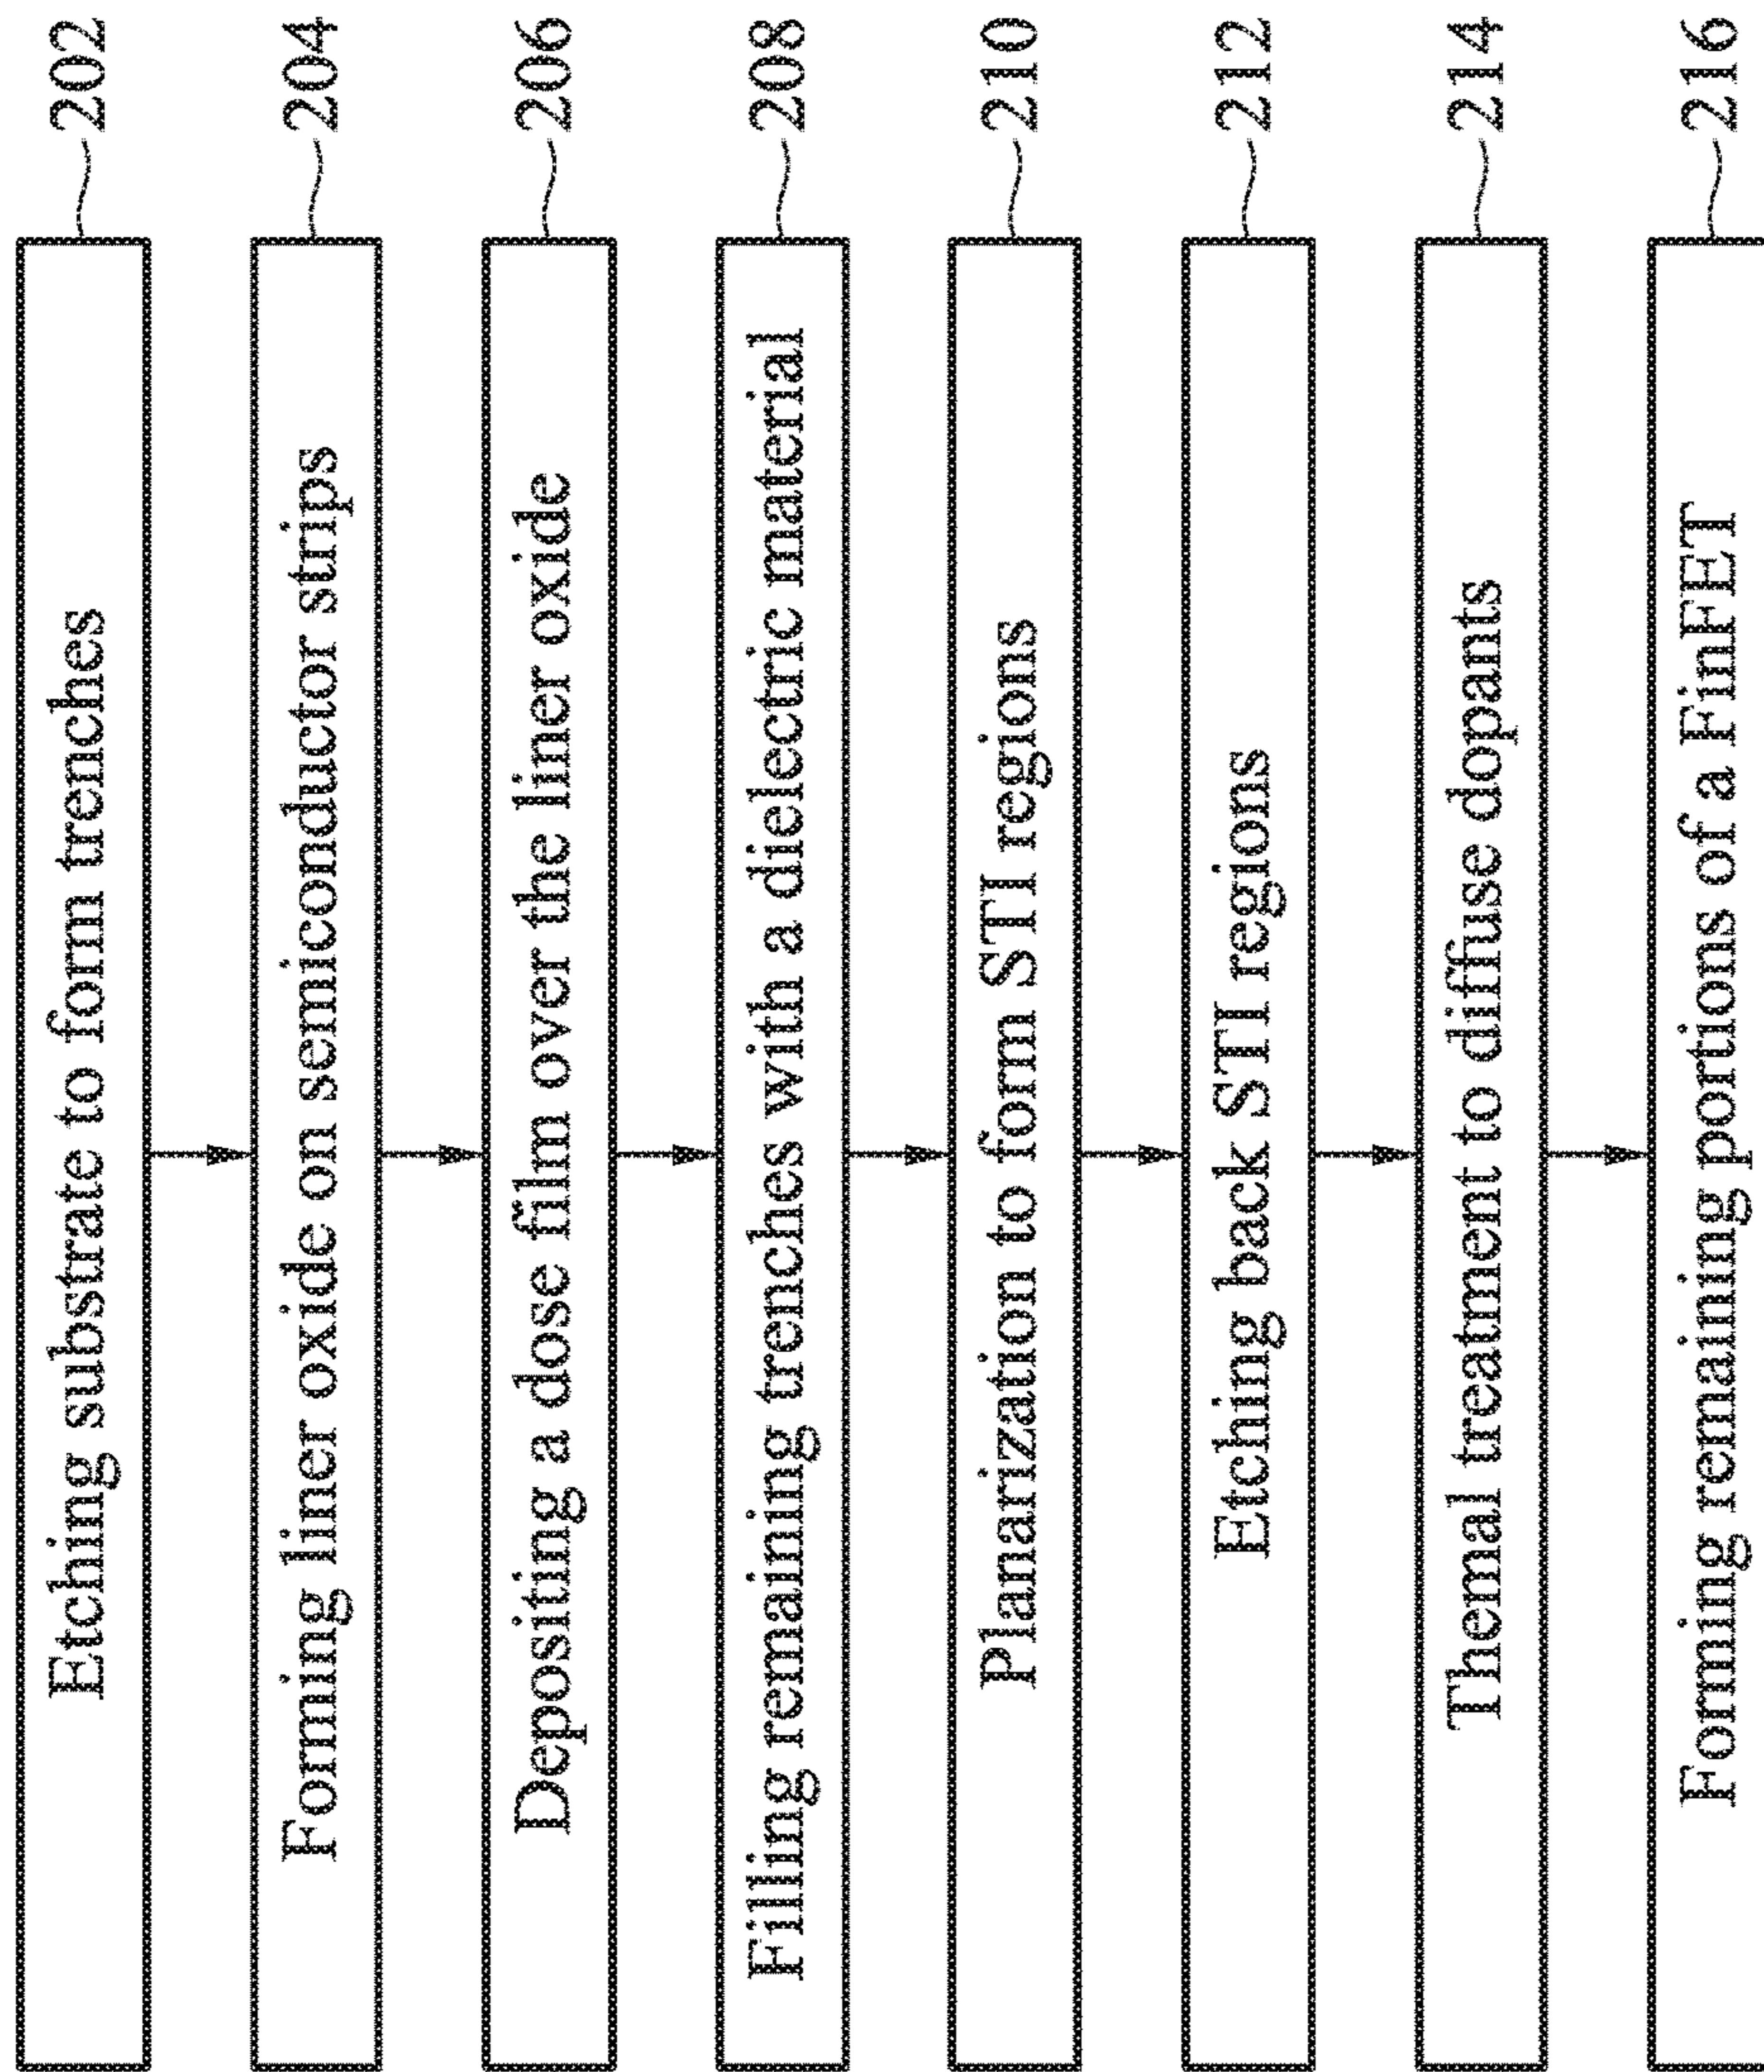 Etching substrate to form trenches 202
Forming liner oxide on semiconductor strips 204
Depositing a dose film over the liner oxide 206
Filling remaining trenches with a dielectric material 208
Planarization to form STI regions 210
Etching back STI regions 212
Themal treatment to diffuse dopants 214
Forming remaining portions of a FinFET 216